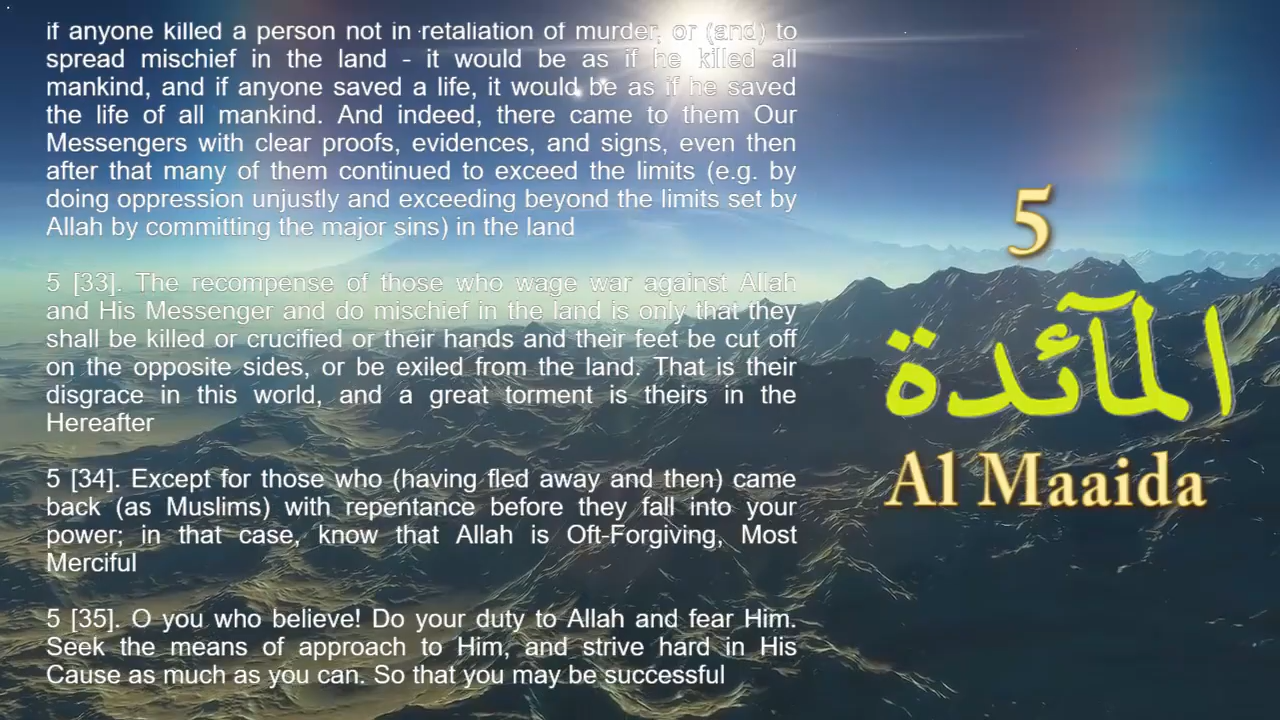 if anyone killed a person not in retaliation of murder, or (and) to
spread mischief in the land - it would be as if he killed all
mankind, and if anyone saved a life, it would be as if he saved
the life of all mankind. And indeed, there came to them Our
Messengers with clear proofs, evidences, and signs, even then
after that many of them continued to exceed the limits (e.g. by
doing oppression unjustly and exceeding beyond the limits set by
Allah by committing the major sins) in the land
5 [33]. The recompense of those who wage war against Allah
and His Messenger and do mischief in the land is only that they
shall be killed or crucified or their hands and their feet be cut off
on the opposite sides, or be exiled from the land. That is their
disgrace in this world, and a great torment is theirs in the
Hereafter
5 [34]. Except for those who (having fled away and then) came
back (as Muslims) with repentance before they fall into your
power; in that case, know that Allah is Oft-Forgiving, Most
Merciful
5 [35]. O you who believe! Do your duty to Allah and fear Him.
Seek the means of approach to Him, and strive hard in His
Cause as much as you can. So that you may be successful
5
المآئدة
Al Maaida